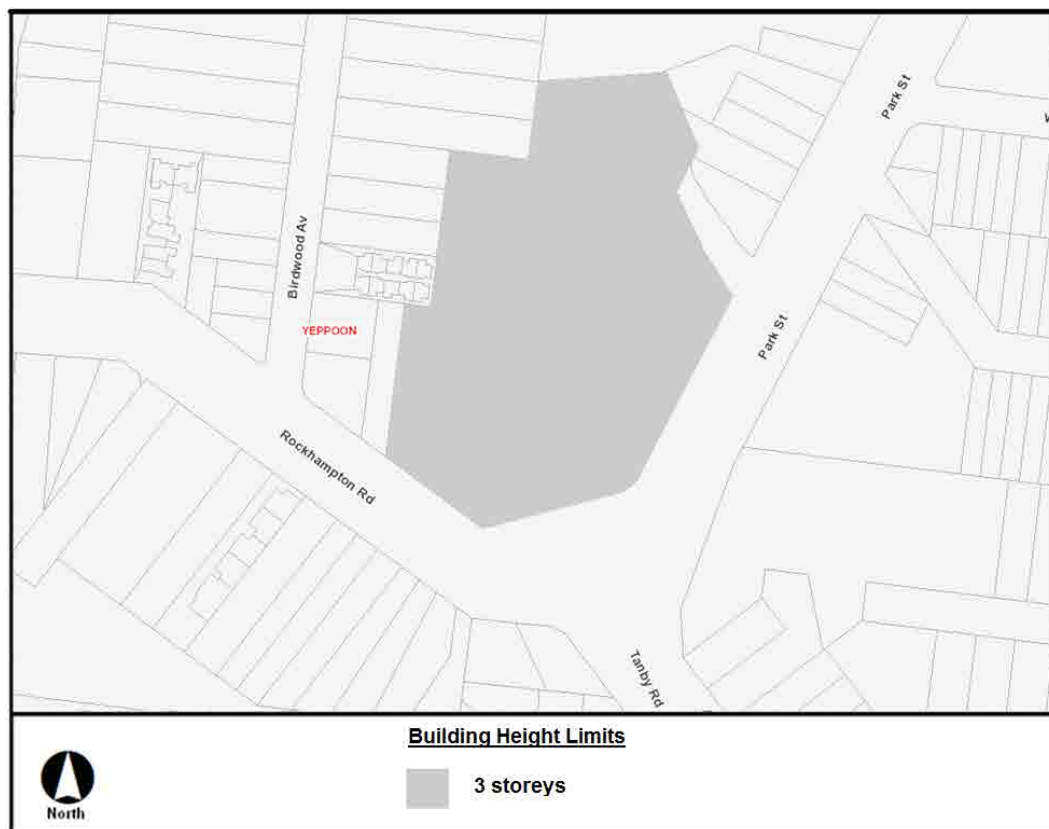 Park St
Birdwood Av
YEPPOON
Park St
Rockhampton Rd
Tanby Rd
Building Height Limits
3 storeys
North